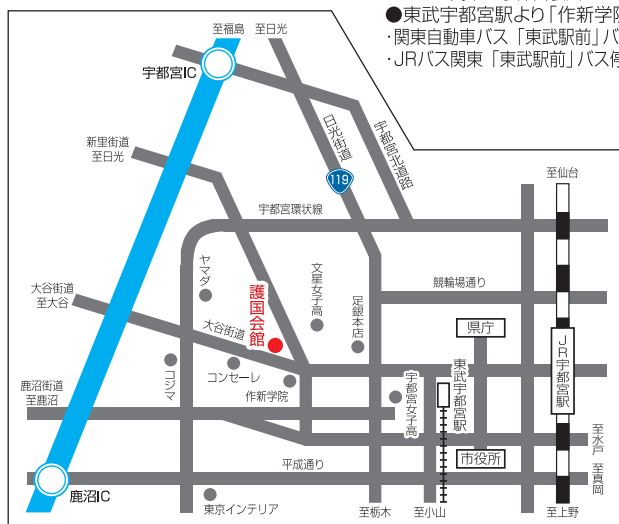 ●東武宇都宮駅より「作新学院
・関東自動車バス「東武駅前」バ
・JRバス関東「東武駅前」バス停
至福島
至日光
宇都宮IC
新里街道
至日光
日光街道
宇都宮北道路
119
至仙台
宇都宮環状線
ヤマダ
文星女子高
足銀本店
競輪場通り
大谷街道
至大谷
護国会館
大谷街道
県庁
JR宇都宮駅
東武宇都宮駅
コジマ
コンセーレ
作新学院
宇都宮女子高
鹿沼街道
至鹿沼
至水戸
市役所
平成通り
至真岡
鹿沼IC
東京インテリア
至栃木
至小山
至上野